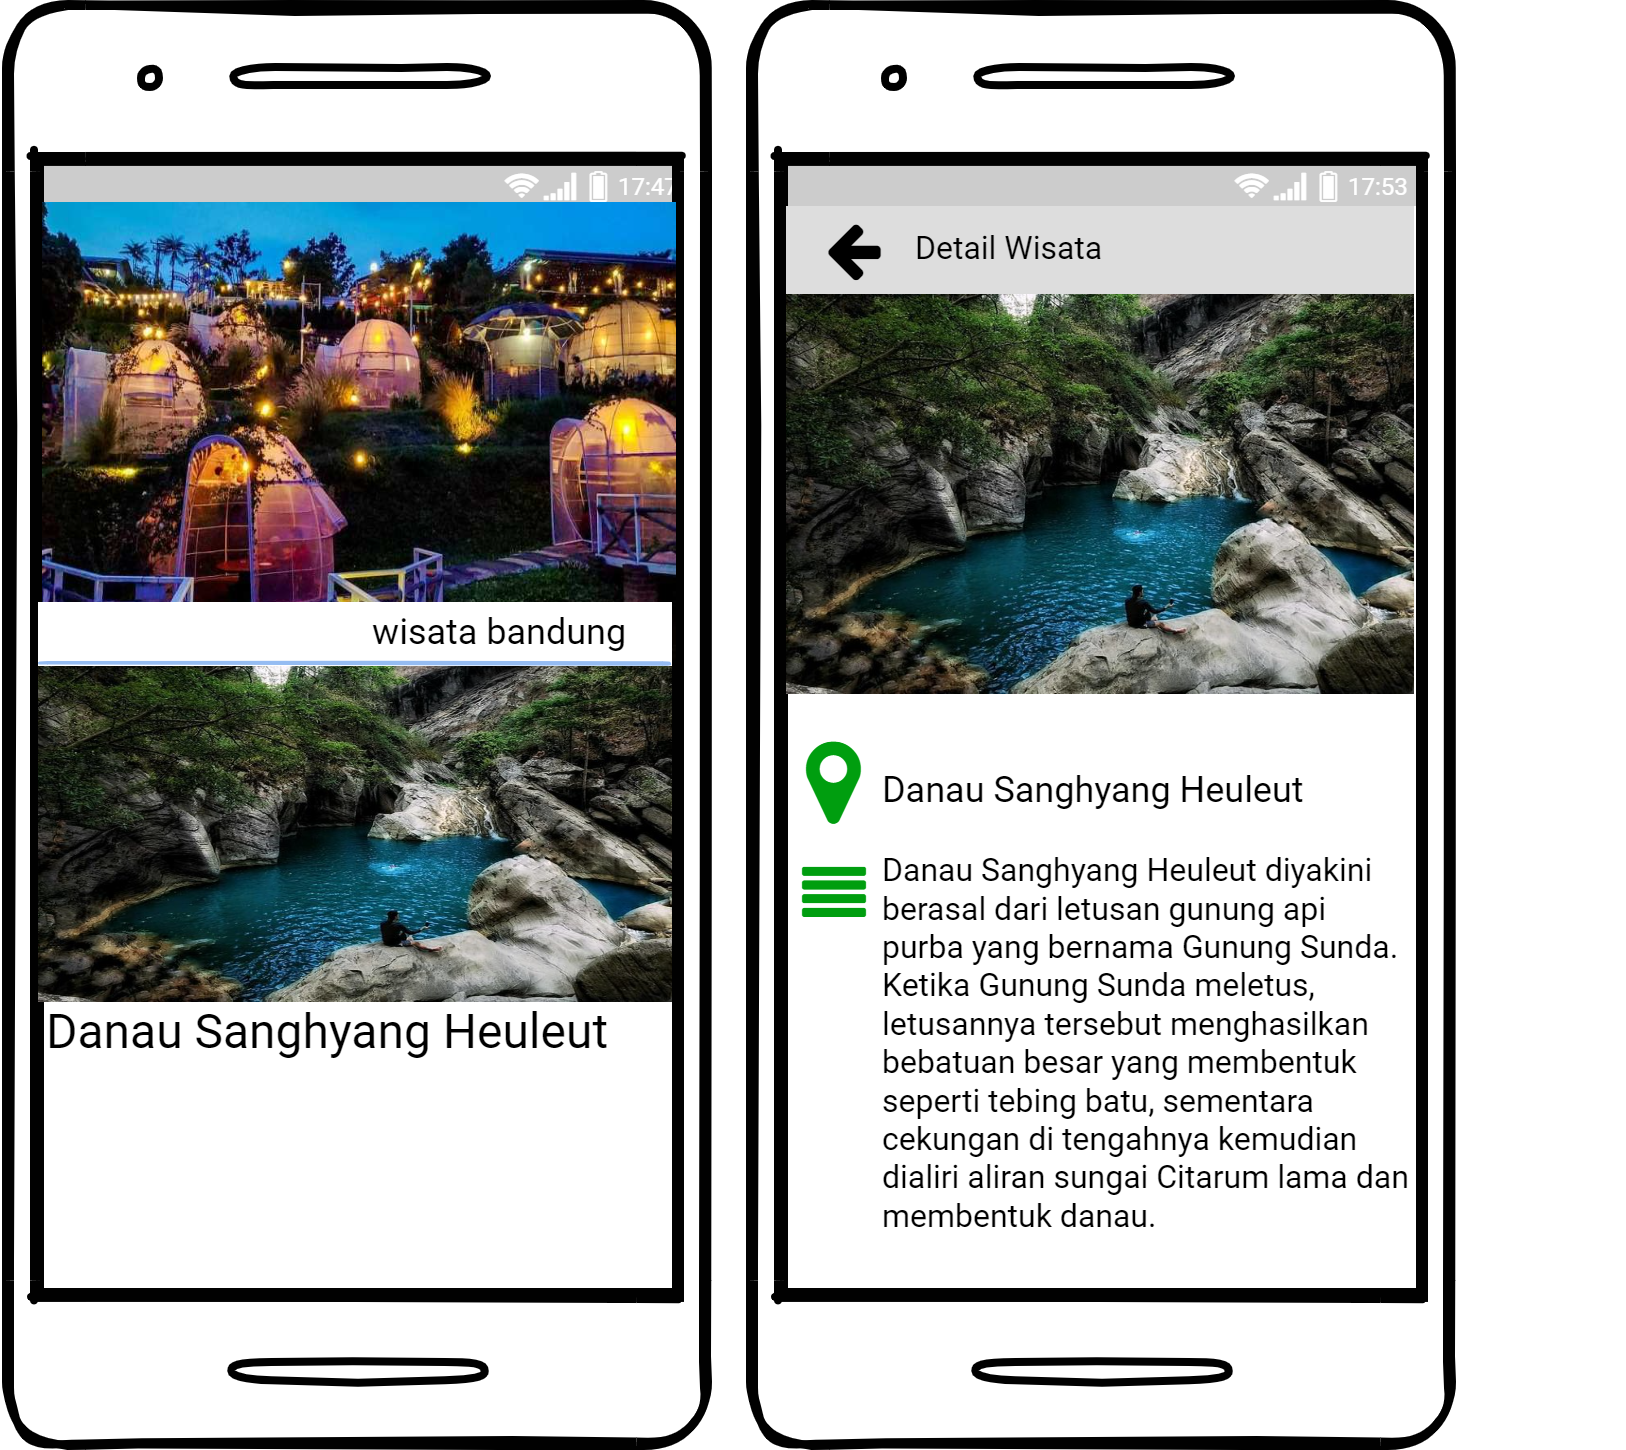 17:47
wisata bandung
Danau Sanghyang Heuleut
17:53
Detail Wisata
Danau Sanghyang Heuleut
Danau Sanghyang Heuleut diyakini
berasal dari letusan gunung api
purba yang bernama Gunung Sunda.
Ketika Gunung Sunda meletus,
letusannya tersebut menghasilkan
bebatuan besar yang membentuk
seperti tebing batu, sementara
cekungan di tengahnya kemudian
dialiri aliran sungai Citarum lama dan
membentuk danau.